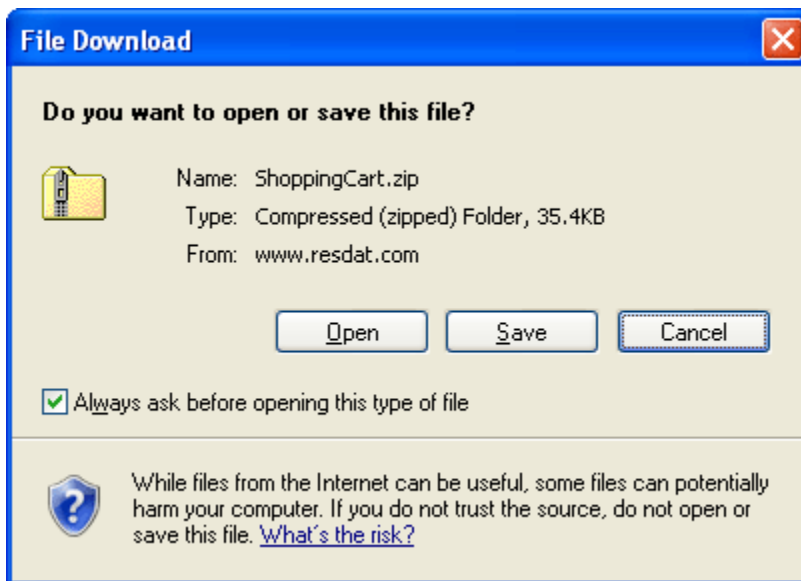 File Download
Do you want to open or save this file?
Name: ShoppingCart.zip
Type: Compressed (zipped) Folder, 35.4KB
From: www.resdat.com
Open Save Cancel
Always ask before opening this type of file
While files from the Internet can be useful, some files can potentially
harm your computer. If you do not trust the source, do not open or
save this file. What's the risk?